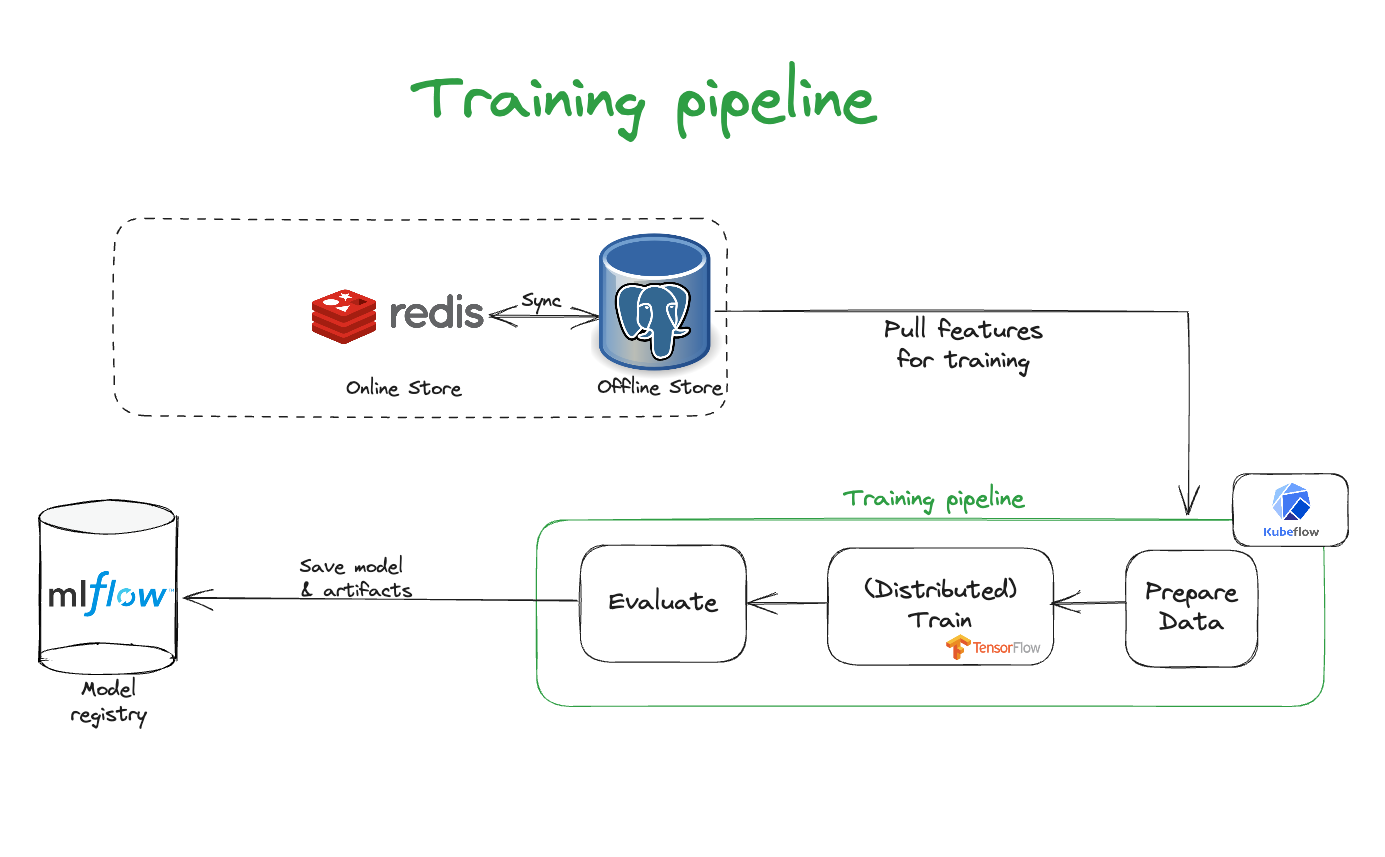 Training pipeline
redis
Sync
Online Store
Offline Store
Pull features
for training
Training pipeline
Kubeflow
mlflow™
Model
registry
Save model
& artifacts
Evaluate
(Distributed)
Train
TensorFlow
Prepare
Data